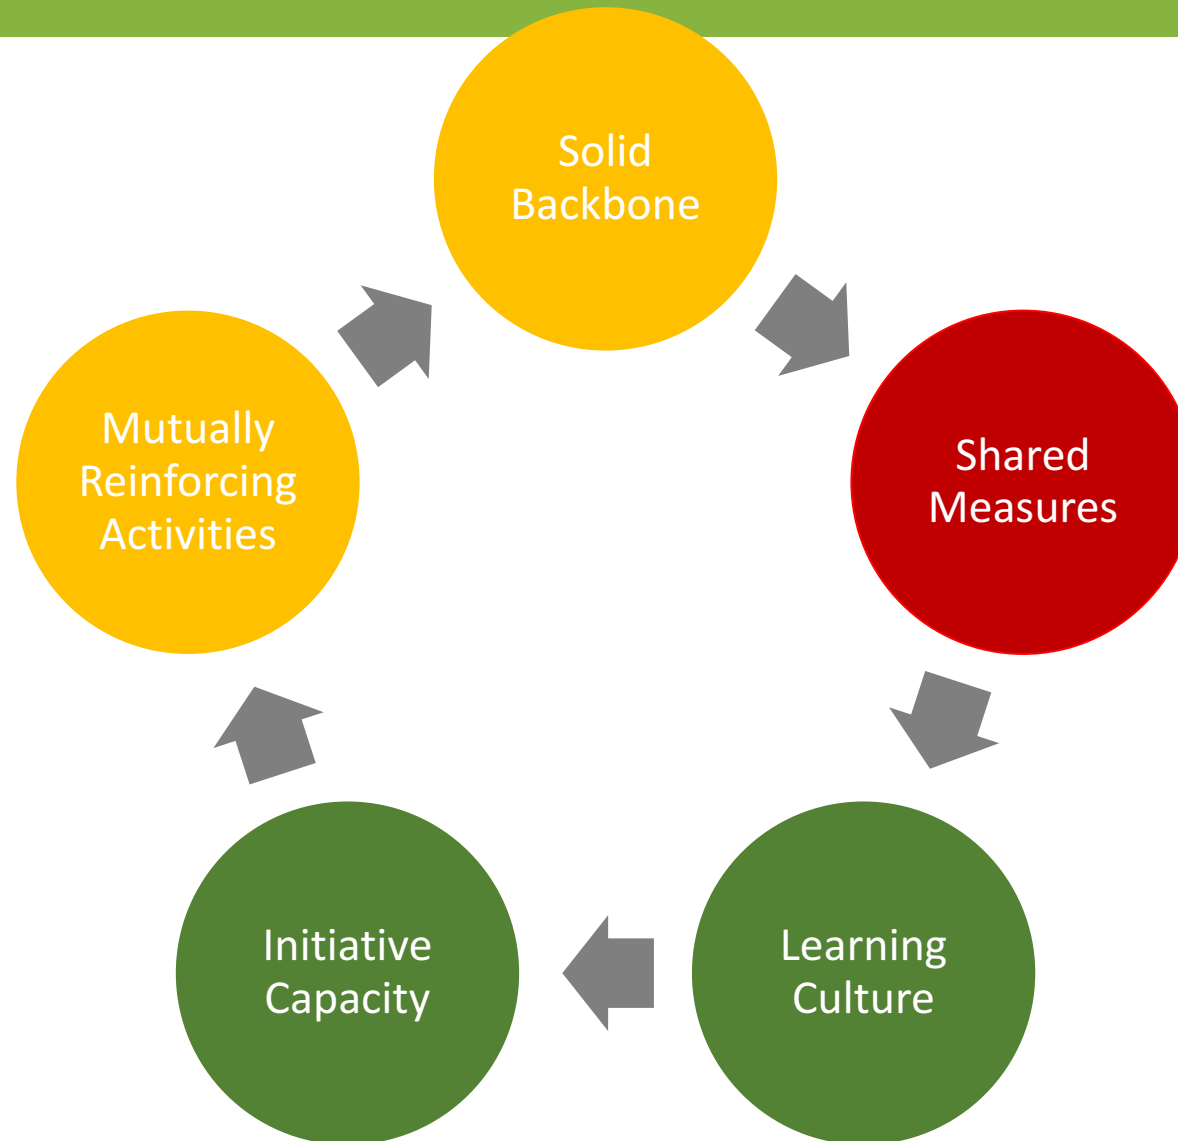 Solid
Backbone
Shared
Measures
Learning
Culture
Initiative
Capacity
Mutually
Reinforcing
Activities